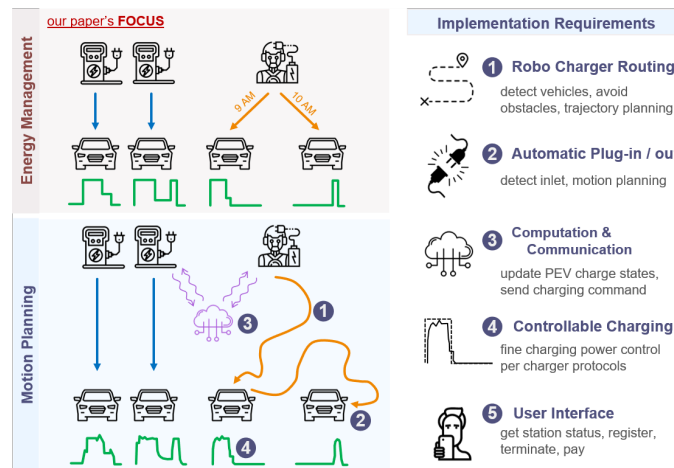 our paper's FOCUS
Energy Management
9 AM
10 AM
Motion Planning
1
3
2
4
Implementation Requirements
1 Robo Charger Routing
detect vehicles, avoid
obstacles, trajectory planning
2 Automatic Plug-in / ou
detect inlet, motion planning
3 Computation &
Communication
update PEV charge states,
send charging command
4 Controllable Charging
fine charging power control
per charger protocols
5 User Interface
get station status, register,
terminate, pay